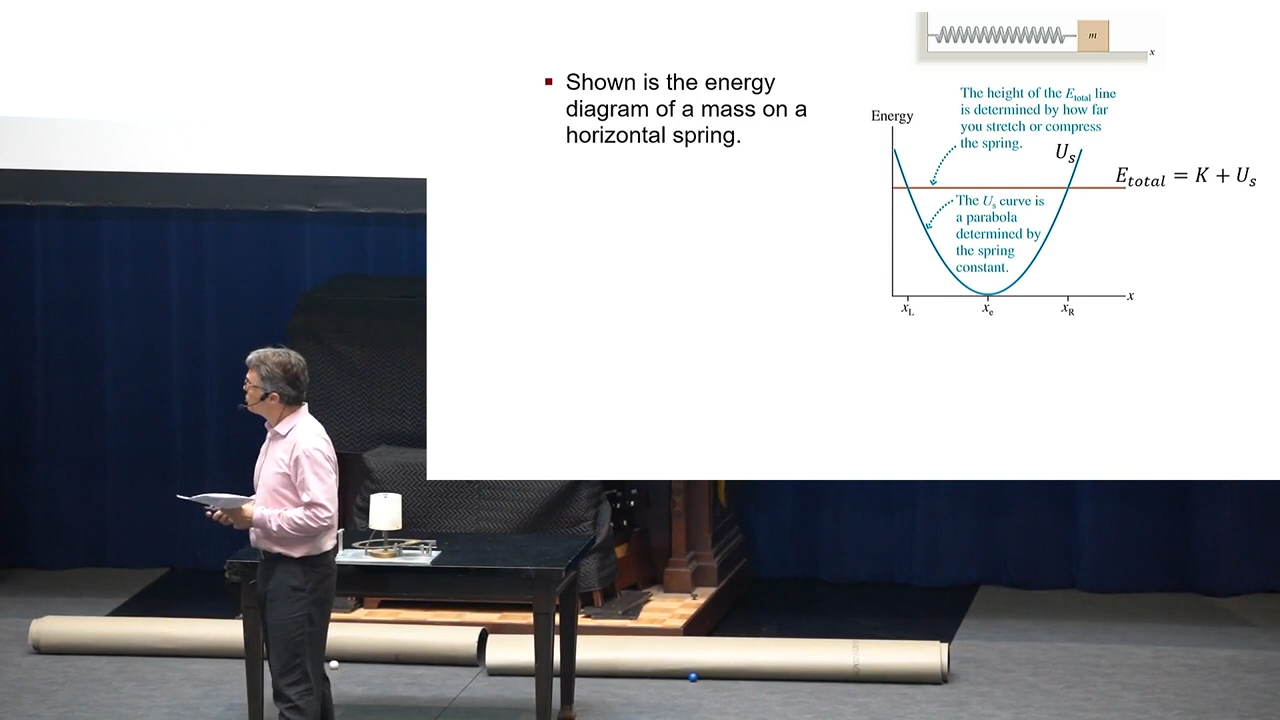 m
x
▪ Shown is the energy
diagram of a mass on a
horizontal spring.
The height of the E_total line
is determined by how far
you stretch or compress
the spring.
Energy
U_s
E_total = K + U_s
The U_s curve is
a parabola
determined by
the spring
constant.
x
x_L x_e x_R